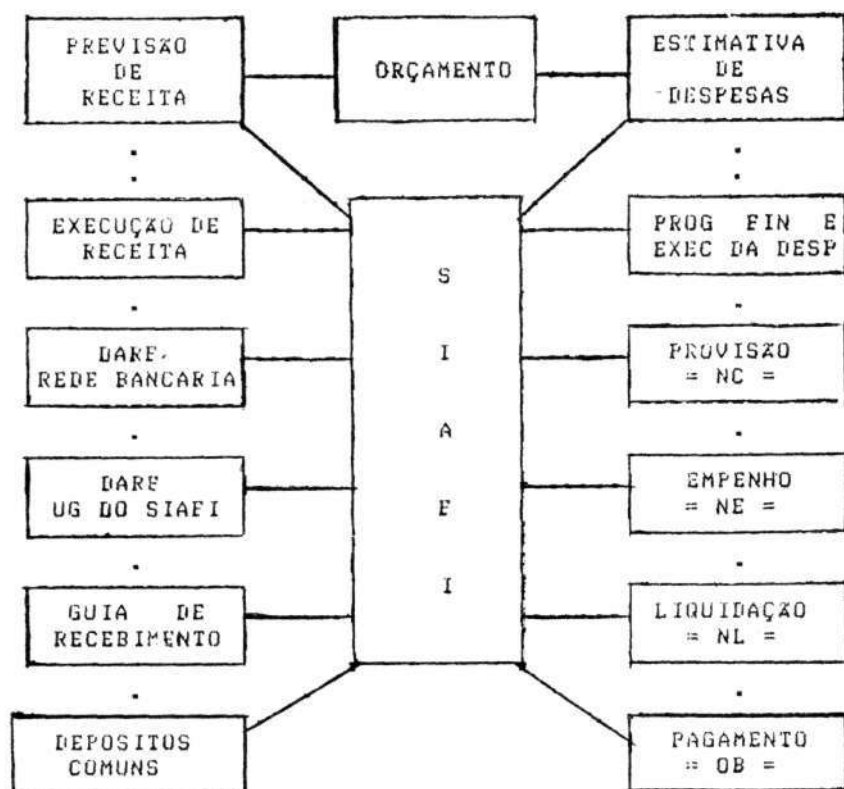 PREVISÃO
DE
RECEITA
ORÇAMENTO
ESTIMATIVA
DE
DESPESAS
EXECUÇÃO DE
RECEITA
PROG FIN E
EXEC DA DESP
S
I
A
F
I
DARF.
REDE BANCARIA
PROVISÃO
= NC =
DARF
UG DO SIAFI
EMPENHO
= NE =
GUIA DE
RECEBIMENTO
LIQUIDAÇÃO
= NL =
DEPOSITOS
COMUNS
PAGAMENTO
= OB =